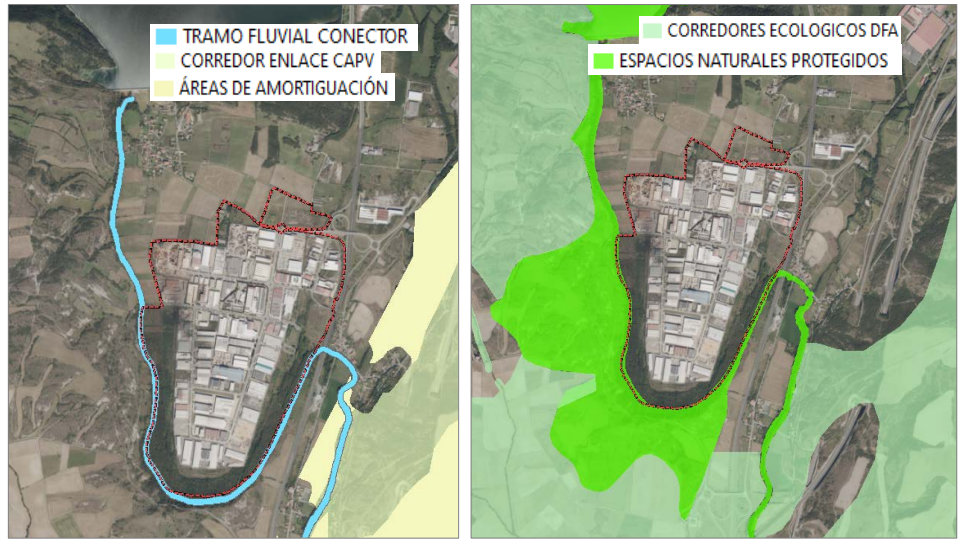 TRAMO FLUVIAL CONECTOR
CORREDOR ENLACE CAPV
ÁREAS DE AMORTIGUACIÓN
CORREDORES ECOLOGICOS DFA
ESPACIOS NATURALES PROTEGIDOS